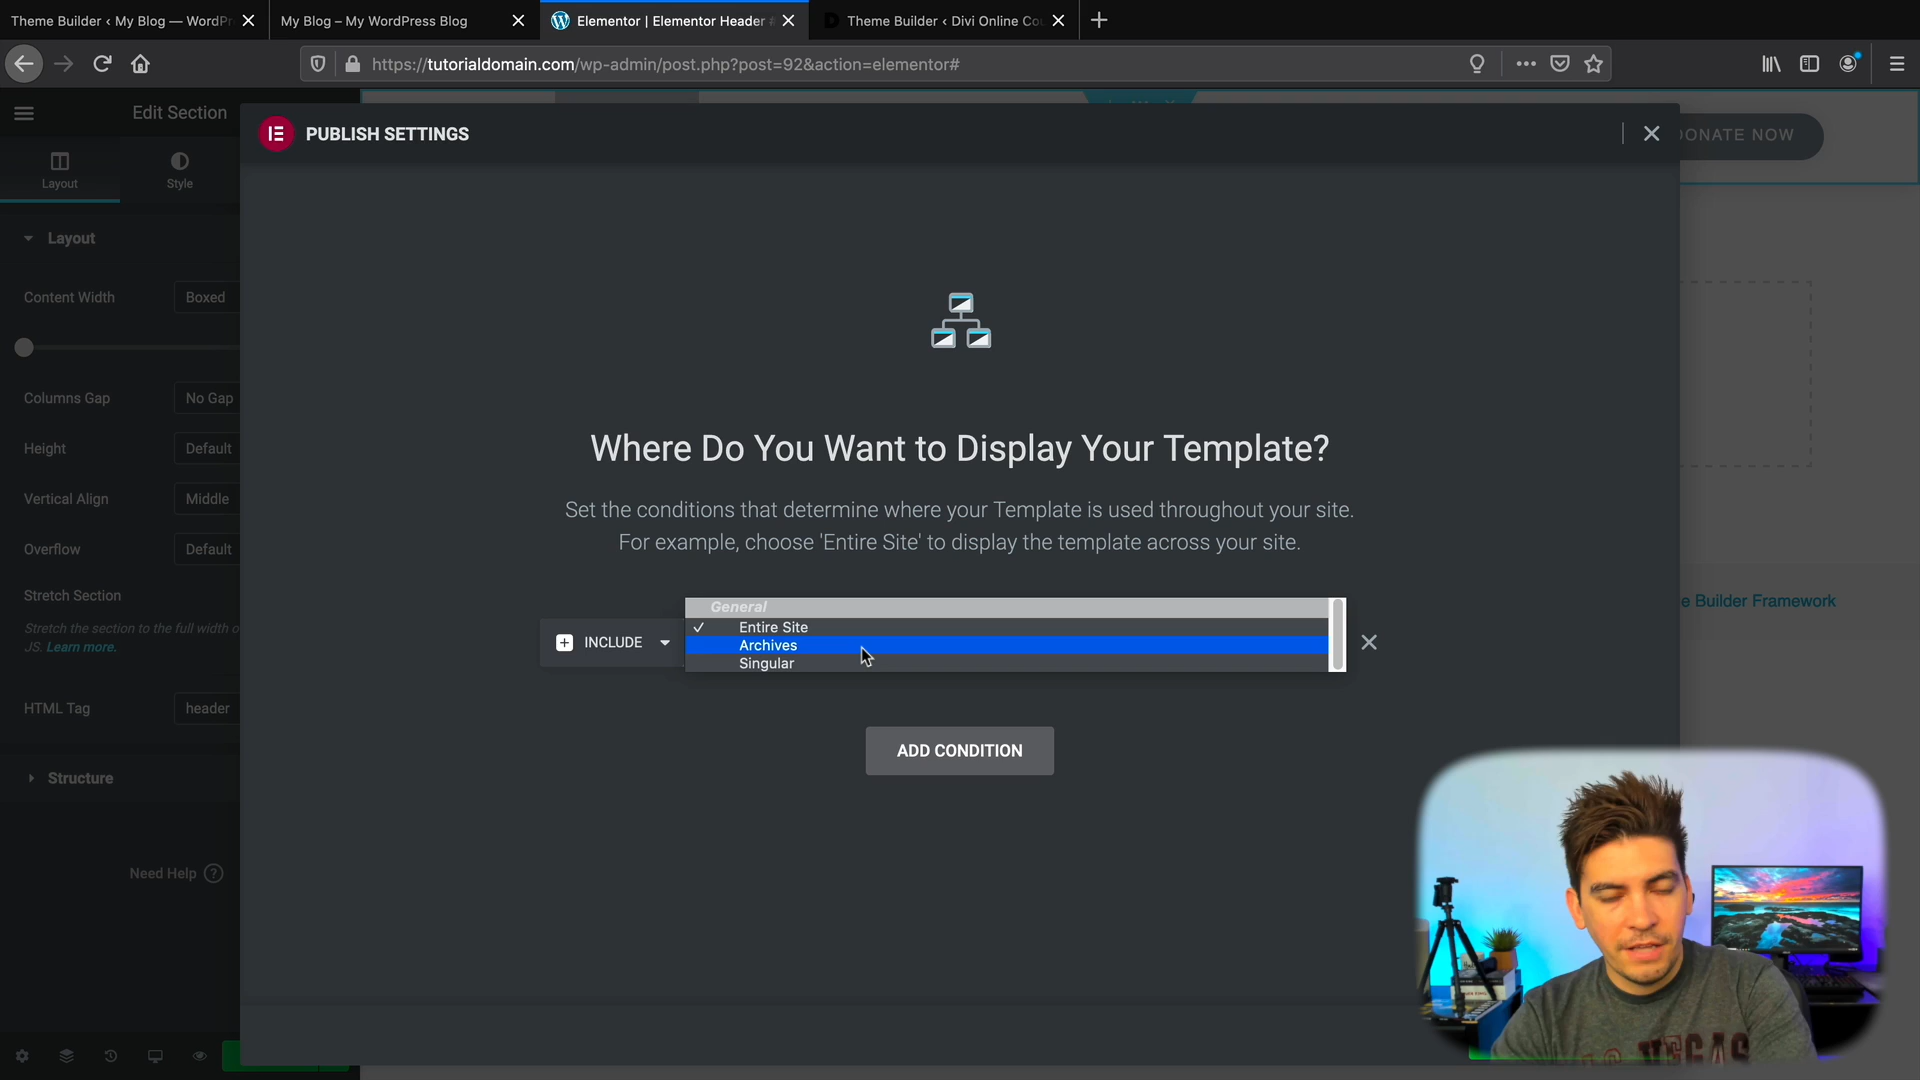 Theme Builder ‹ My Blog — WordPr
My Blog – My WordPress Blog
Elementor | Elementor Header #
Theme Builder ‹ Divi Online Cou
https://tutorialdomain.com/wp-admin/post.php?post=92&action=elementor#
Edit Section
PUBLISH SETTINGS
DONATE NOW
Layout
Style
Layout
Content Width
Boxed
Columns Gap
No Gap
Height
Default
Vertical Align
Middle
Overflow
Default
Stretch Section
Stretch the section to the full width o
JS. Learn more.
HTML Tag
header
Structure
Need Help
Where Do You Want to Display Your Template?
Set the conditions that determine where your Template is used throughout your site.
For example, choose 'Entire Site' to display the template across your site.
INCLUDE
General
Entire Site
Archives
Singular
e Builder Framework
ADD CONDITION
VEGAS